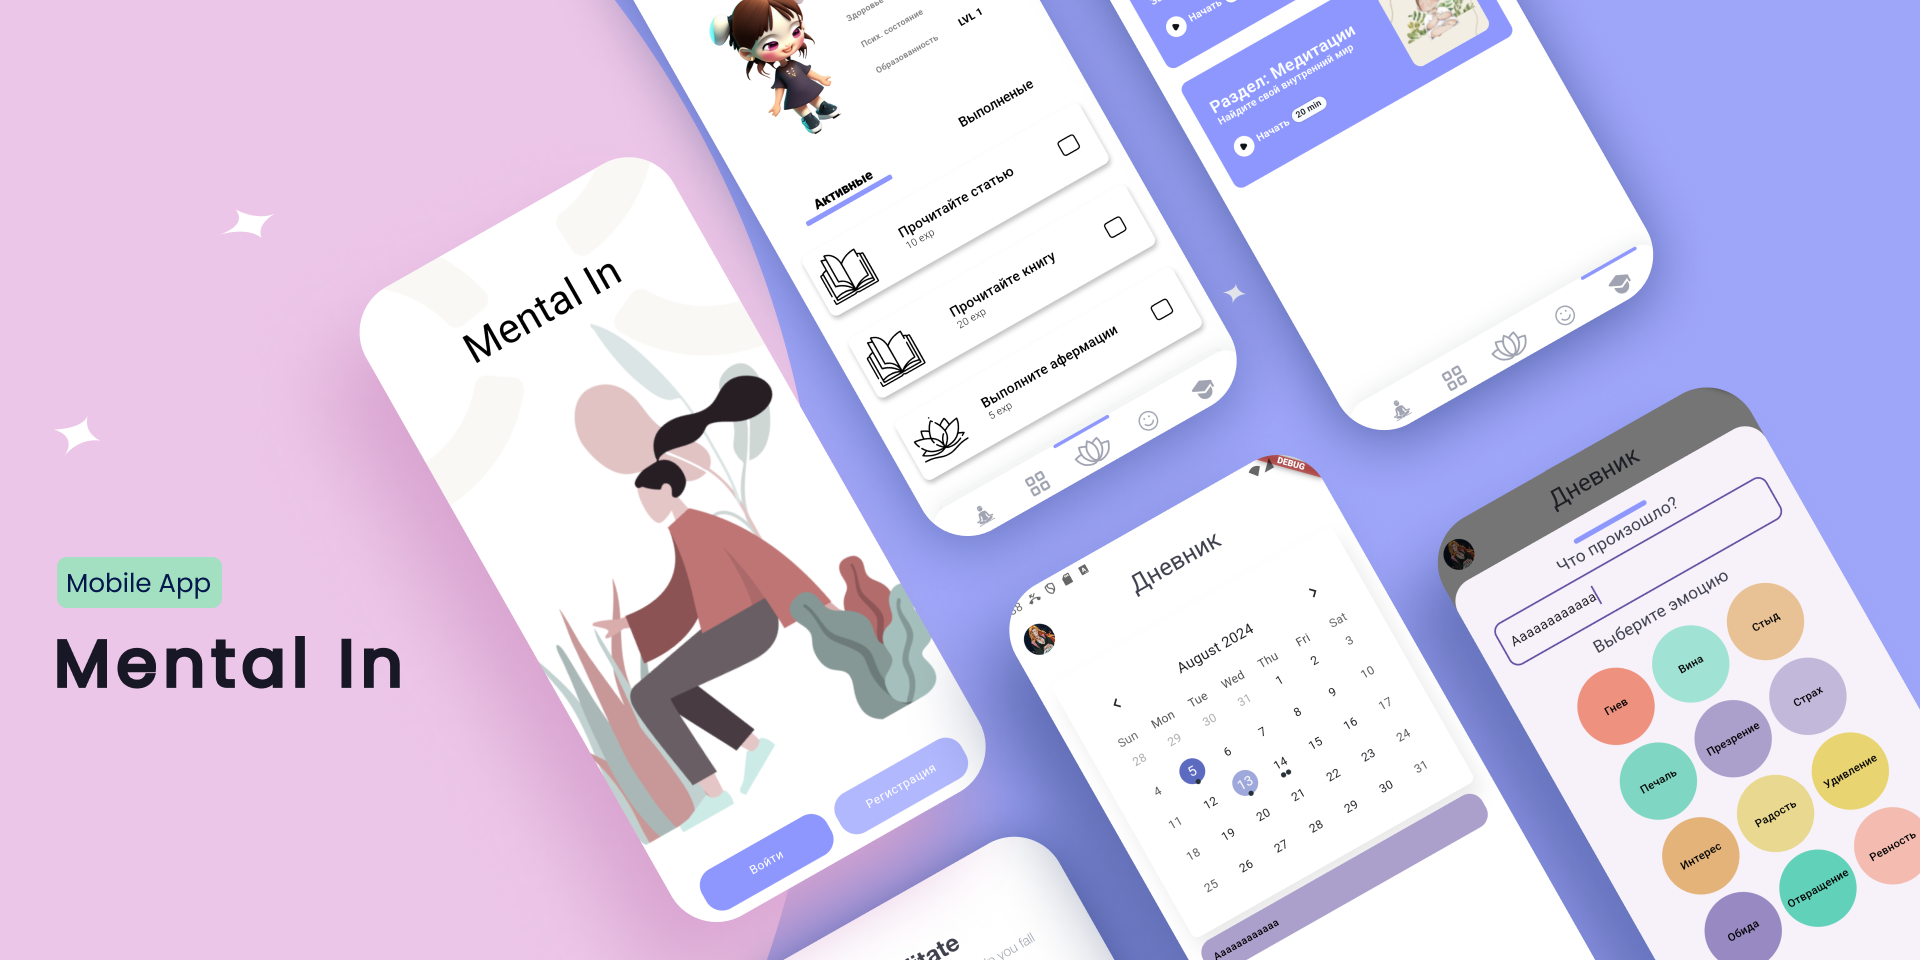 Mobile App
Mental In
Mental In
Войти
Регистрация
Здоровье
Псих. состояние
Образованность
LVL 1
Активные
Выполненые
Прочитайте статью
10 exp
Прочитайте книгу
20 exp
Выполните афермации
5 exp
Начать
Раздел: Медитации
Найдите свой внутренний мир
Начать
20 min
DEBUG
Дневник
August 2024
Sun Mon Tue Wed Thu Fri Sat
28 29 30 31 1 2 3
4 5 6 7 8 9 10
11 12 13 14 15 16 17
18 19 20 21 22 23 24
25 26 27 28 29 30 31
Aaaaaaaaaaaa
Дневник
Что произошло?
Aaaaaaaaaaaa
Выберите эмоцию
Гнев
Вина
Стыд
Печаль
Презрение
Страх
Интерес
Радость
Удивление
Обида
Отвращение
Ревность
you fall